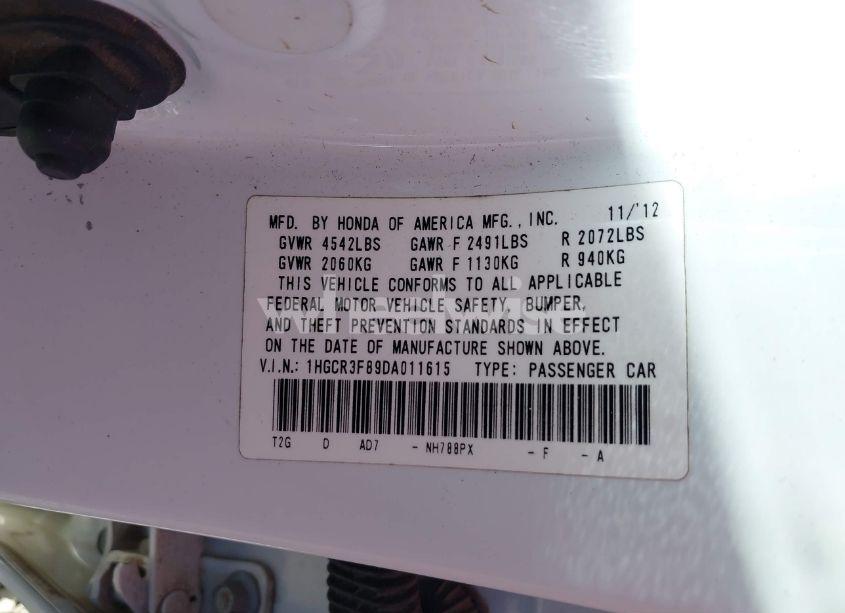 MFD. BY HONDA OF AMERICA MFG., INC. 11/'12
GVWR 4542LBS GAWR F 2491LBS R 2072LBS
GVWR 2060KG GAWR F 1130KG R 940KG
THIS VEHICLE CONFORMS TO ALL APPLICABLE
FEDERAL MOTOR VEHICLE SAFETY, BUMPER,
AND THEFT PREVENTION STANDARDS IN EFFECT
ON THE DATE OF MANUFACTURE SHOWN ABOVE.
V.I.N.: 1HGCR3F89DA011615 TYPE: PASSENGER CAR
T2G D AD7 - NH788PX - F - A